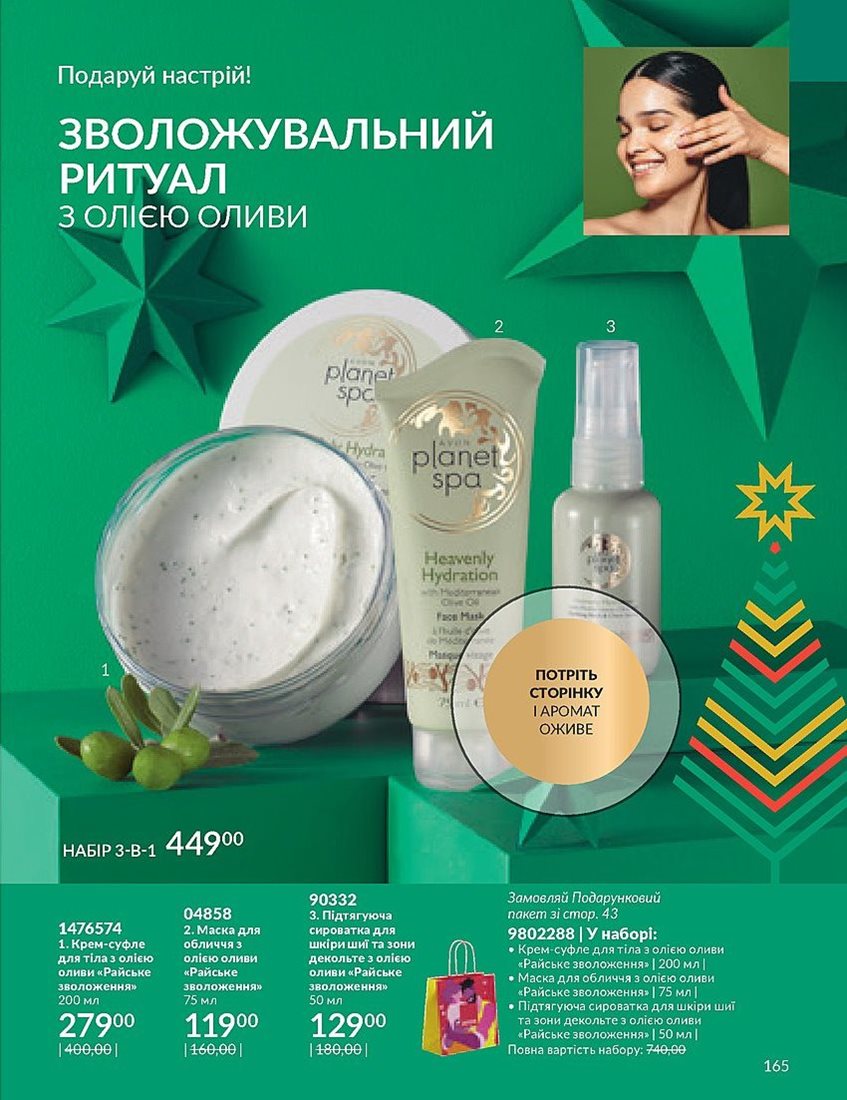 Подаруй настрій!
ЗВОЛОЖУВАЛЬНИЙ
РИТУАЛ
З ОЛІЄЮ ОЛИВИ
2
3
planet
spa
AVON
planet
spa
Heavenly
Hydration
with Mediterranean
Olive Oil
Face Mask
planet
spa
1
ПОТРІТЬ
СТОРІНКУ
І АРОМАТ
ОЖИВЕ
НАБІР 3-В-1 449⁰⁰
1476574
1. Крем-суфле
для тіла з олією
оливи «Райське
зволоження»
200 мл
279⁰⁰
|400,00|
04858
2. Маска для
обличчя з
олією оливи
«Райське
зволоження»
75 мл
119⁰⁰
|160,00|
90332
3. Підтягуюча
сироватка для
шкіри шиї та зони
декольте з олією
оливи «Райське
зволоження»
50 мл
129⁰⁰
|180,00|
Замовляй Подарунковий
пакет зі стор. 43
9802288 | У наборі:
• Крем-суфле для тіла з олією оливи
«Райське зволоження» | 200 мл |
• Маска для обличчя з олією оливи
«Райське зволоження» | 75 мл |
• Підтягуюча сироватка для шкіри шиї
та зони декольте з олією оливи
«Райське зволоження» | 50 мл |
Повна вартість набору: 740,00
165